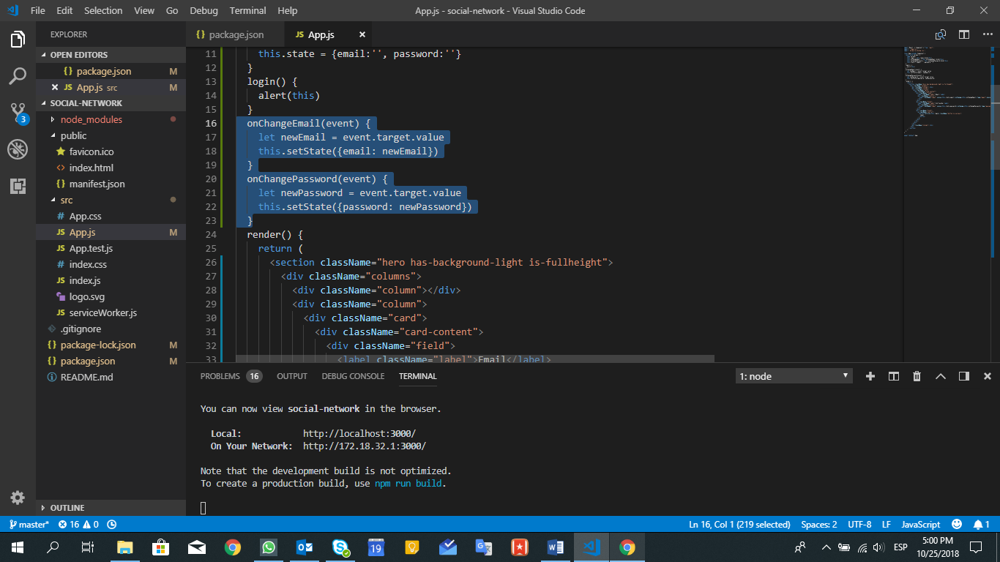 File Edit Selection View Go Debug Terminal Help
App.js - social-network - Visual Studio Code
EXPLORER
OPEN EDITORS
{} package.json M
JS App.js src M
SOCIAL-NETWORK
node_modules
public
favicon.ico
<> index.html
{} manifest.json
src
# App.css
JS App.js M
JS App.test.js
# index.css
JS index.js
logo.svg
JS serviceWorker.js
.gitignore
{} package-lock.json M
{} package.json M
README.md
OUTLINE
3
{} package.json
JS App.js
11 this.state = {email:'', password:''}
12 }
13 login() {
14 alert(this)
15 }
16 onChangeEmail(event) {
17 let newEmail = event.target.value
18 this.setState({email: newEmail})
19 }
20 onChangePassword(event) {
21 let newPassword = event.target.value
22 this.setState({password: newPassword})
23 }
24 render() {
25 return (
26 <section className="hero has-background-light is-fullheight">
27 <div className="columns">
28 <div className="column"></div>
29 <div className="column">
30 <div className="card">
31 <div className="card-content">
32 <div className="field">
33 <label className="label">Email</label>
PROBLEMS 16 OUTPUT DEBUG CONSOLE TERMINAL
1: node
You can now view social-network in the browser.
Local: http://localhost:3000/
On Your Network: http://172.18.32.1:3000/
Note that the development build is not optimized.
To create a production build, use npm run build.
master* 16 0
Ln 16, Col 1 (219 selected) Spaces: 2 UTF-8 LF JavaScript 1
19
ESP
5:00 PM
10/25/2018